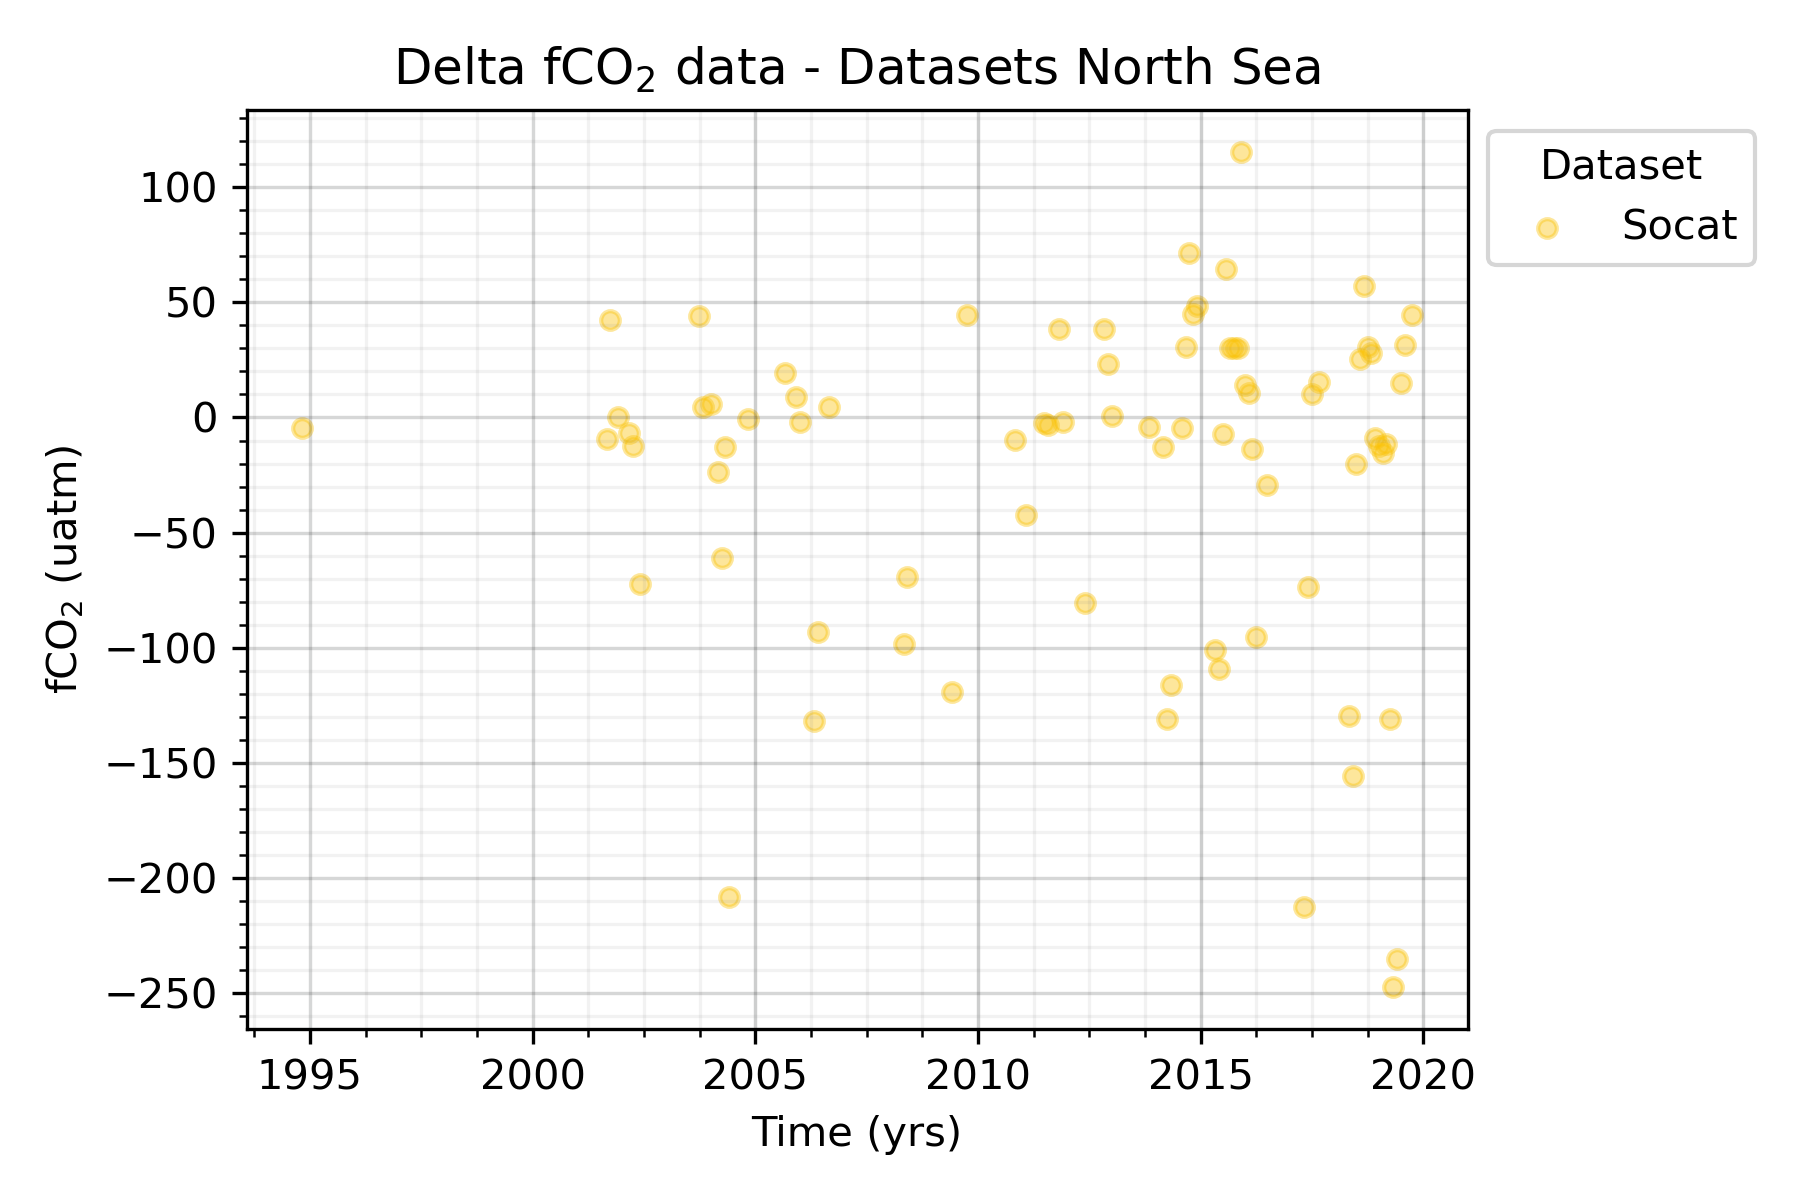 Delta fCO₂ data - Datasets North Sea
Dataset
Socat
100
50
0
−50
−100
−150
−200
−250
fCO₂ (uatm)
1995 2000 2005 2010 2015 2020
Time (yrs)